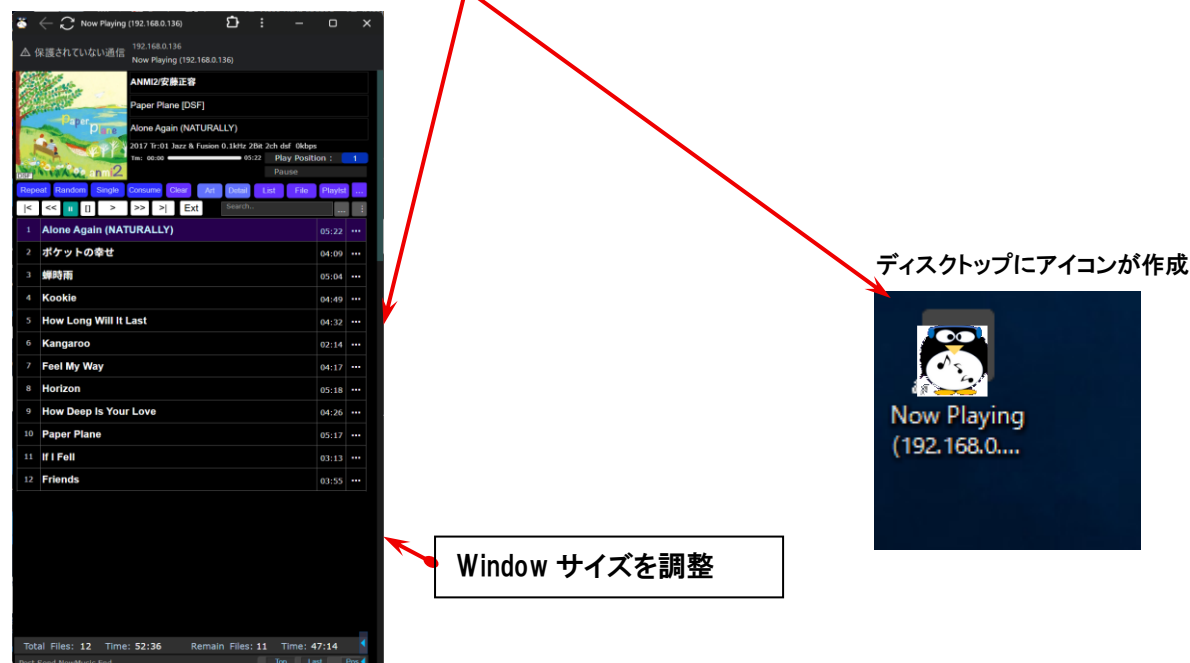 Now Playing (192.168.0.136)
保護されていない通信
192.168.0.136
Now Playing (192.168.0.136)
Paper
Plane
anmi2
DSF
ANMI2/安藤正容
Paper Plane [DSF]
Alone Again (NATURALLY)
2017 Tr:01 Jazz & Fusion 0.1kHz 2Bit 2ch dsf 0kbps
Tm: 00:00 05:22 Play Position : 1
Pause
Repeat Random Single Consume Clear Art Detail List File Playlist ...
|< << II [] > >> >| Ext Search... ... ⋮
1 Alone Again (NATURALLY) 05:22 •••
2 ポケットの幸せ 04:09 •••
3 蝉時雨 05:04 •••
4 Kookie 04:49 •••
5 How Long Will It Last 04:32 •••
6 Kangaroo 02:14 •••
7 Feel My Way 04:17 •••
8 Horizon 05:18 •••
9 How Deep Is Your Love 04:26 •••
10 Paper Plane 05:17 •••
11 If I Fell 03:13 •••
12 Friends 03:55 •••
Total Files: 12 Time: 52:36 Remain Files: 11 Time: 47:14
Top Last Pos
ディスクトップにアイコンが作成
Now Playing
(192.168.0....
Window サイズを調整